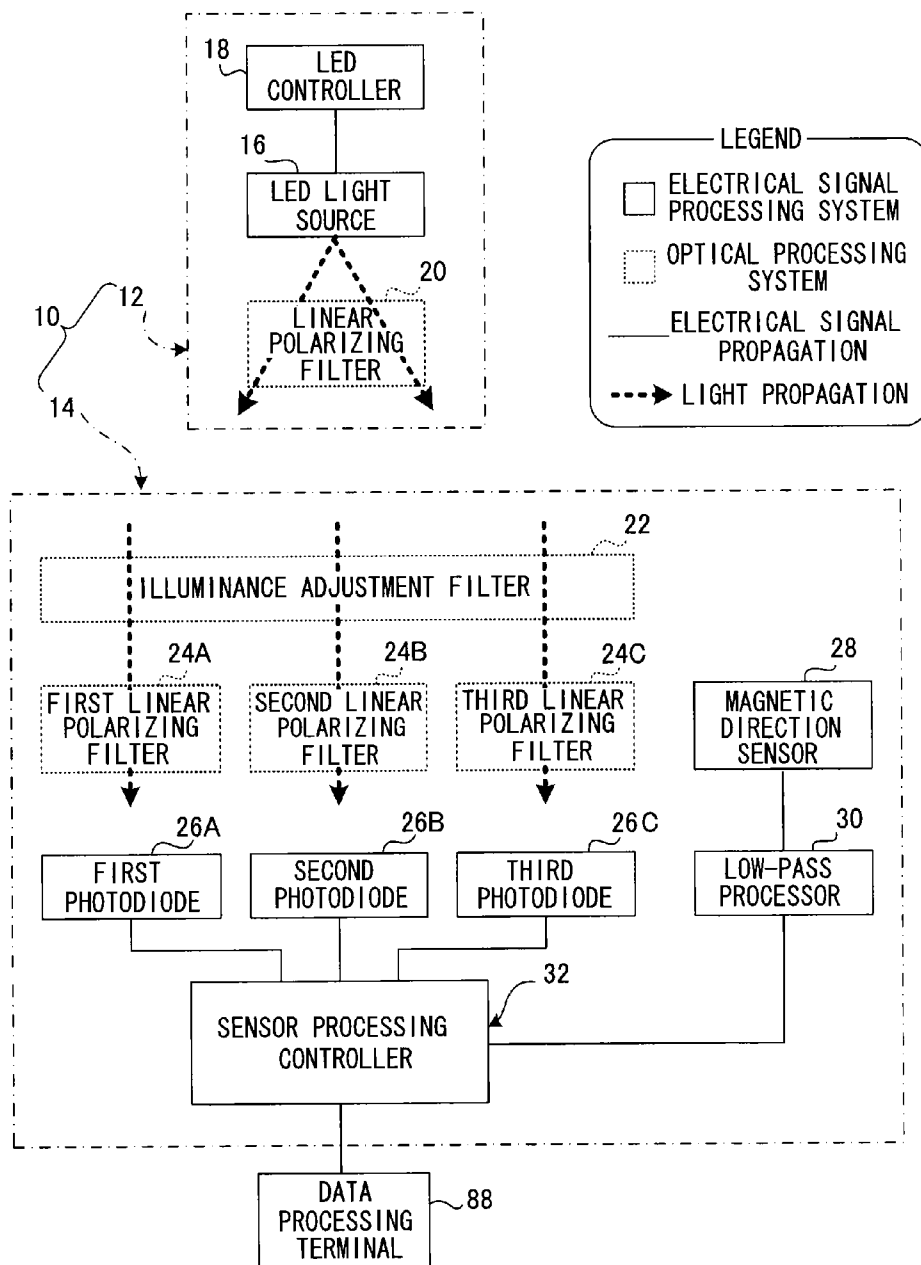 18
LED
CONTROLLER
16
LED LIGHT
SOURCE
20
LINEAR
POLARIZING
FILTER
10
12
14
LEGEND
ELECTRICAL SIGNAL
PROCESSING SYSTEM
OPTICAL PROCESSING
SYSTEM
ELECTRICAL SIGNAL
PROPAGATION
LIGHT PROPAGATION
22
ILLUMINANCE ADJUSTMENT FILTER
24A
FIRST LINEAR
POLARIZING
FILTER
24B
SECOND LINEAR
POLARIZING
FILTER
24C
THIRD LINEAR
POLARIZING
FILTER
28
MAGNETIC
DIRECTION
SENSOR
26A
FIRST
PHOTODIODE
26B
SECOND
PHOTODIODE
26C
THIRD
PHOTODIODE
30
LOW-PASS
PROCESSOR
32
SENSOR PROCESSING
CONTROLLER
DATA
PROCESSING
TERMINAL
88